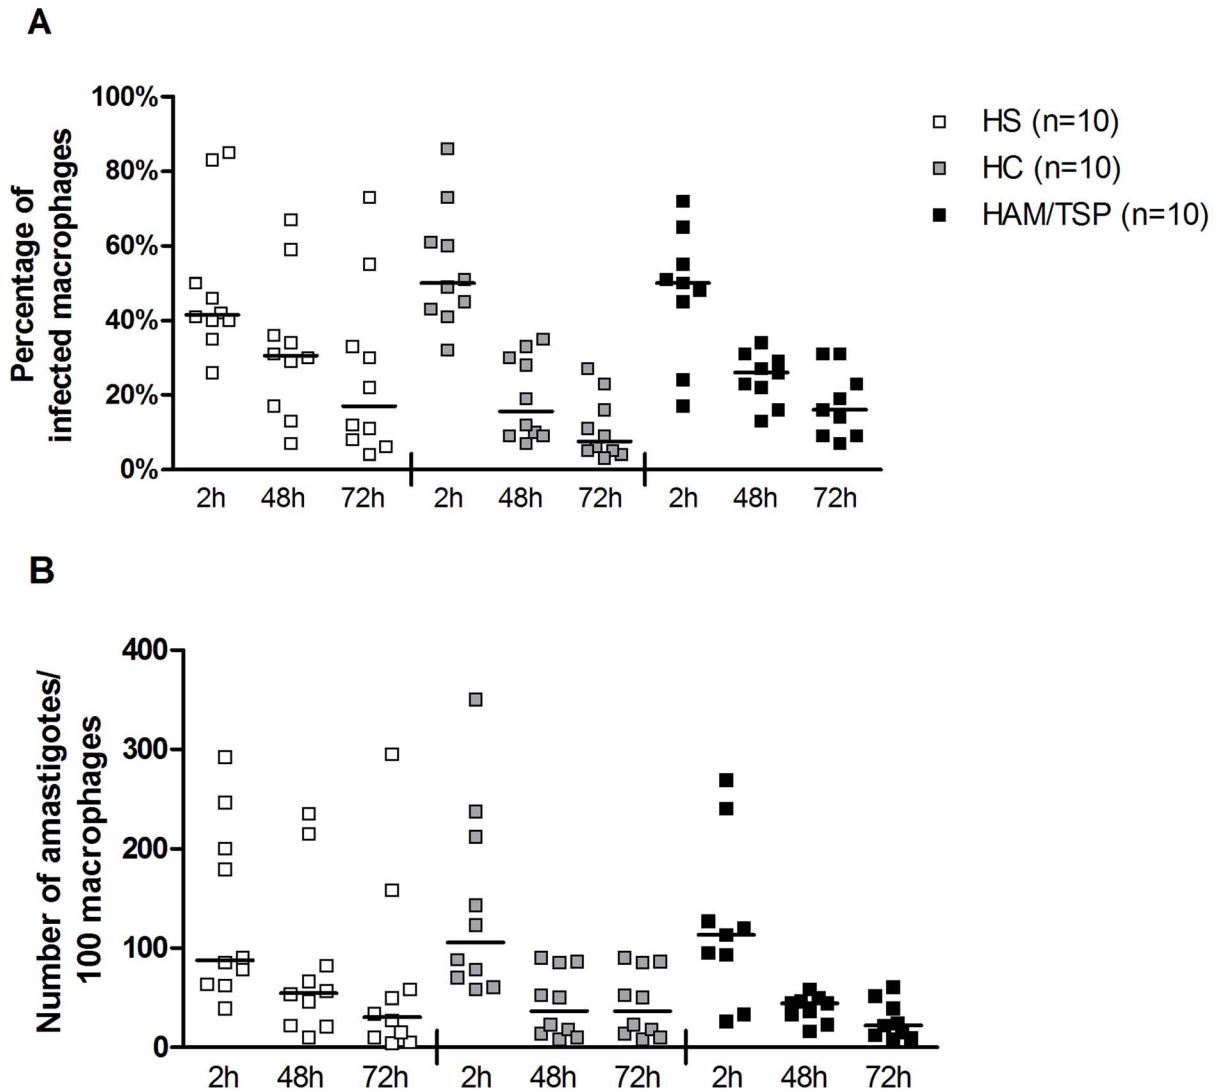 A
100%
80%
60%
40%
20%
0%
Percentage of
infected macrophages
2h 48h 72h 2h 48h 72h 2h 48h 72h
HS (n=10)
HC (n=10)
HAM/TSP (n=10)
B
400
300
200
100
0
Number of amastigotes/
100 macrophages
2h 48h 72h 2h 48h 72h 2h 48h 72h